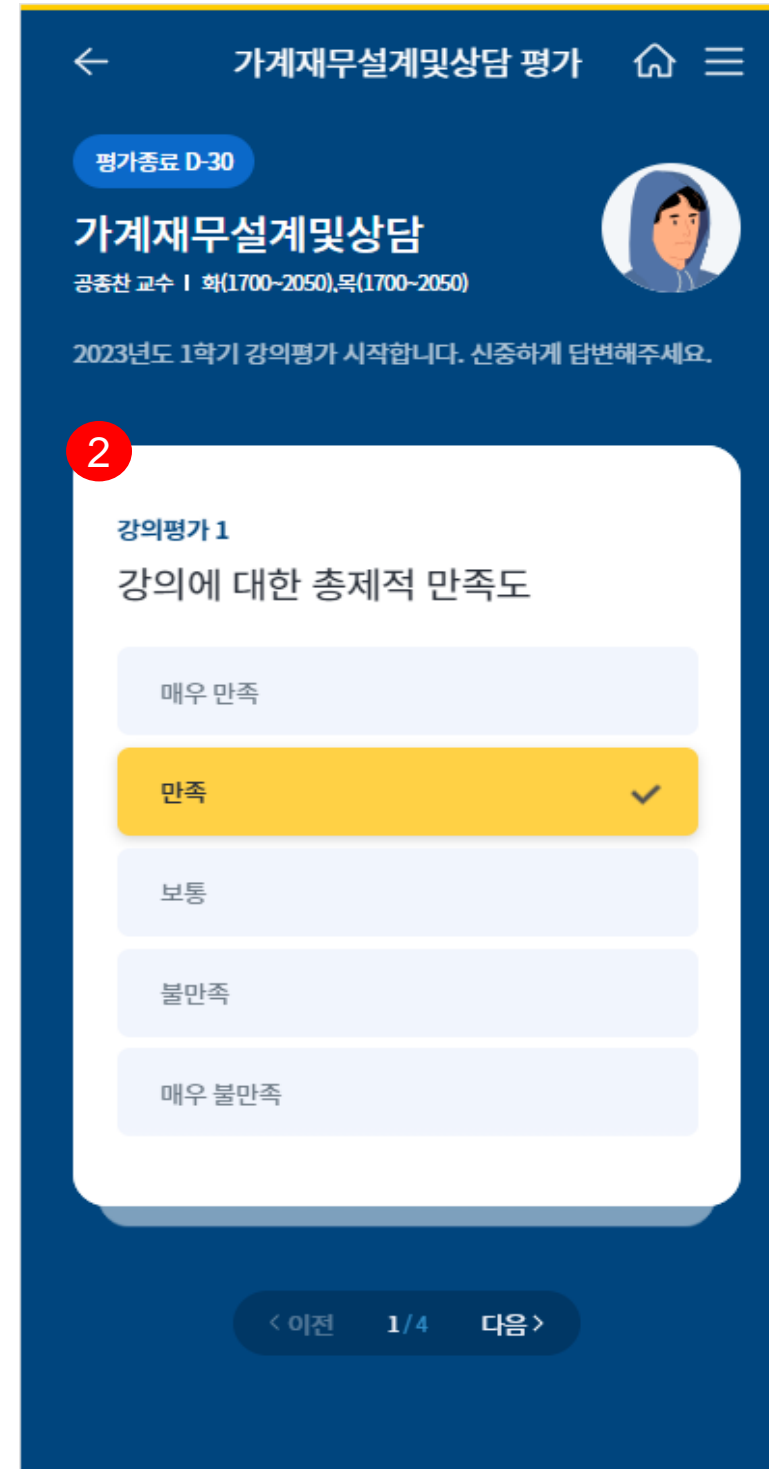 가계재무설계및상담 평가
평가종료 D-30
가계재무설계및상담
공종찬 교수 | 화(1700~2050),목(1700~2050)
2023년도 1학기 강의평가 시작합니다. 신중하게 답변해주세요.
2
강의평가 1
강의에 대한 총제적 만족도
매우 만족
만족
보통
불만족
매우 불만족
< 이전 1/4 다음 >